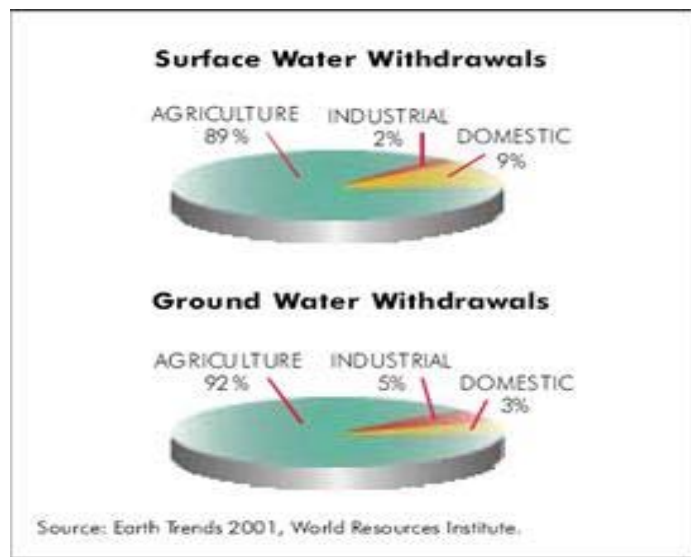 Surface Water Withdrawals
AGRICULTURE INDUSTRIAL
89% 2% DOMESTIC
9%
Ground Water Withdrawals
AGRICULTURE INDUSTRIAL
92% 5% DOMESTIC
3%
Source: Earth Trends 2001, World Resources Institute.